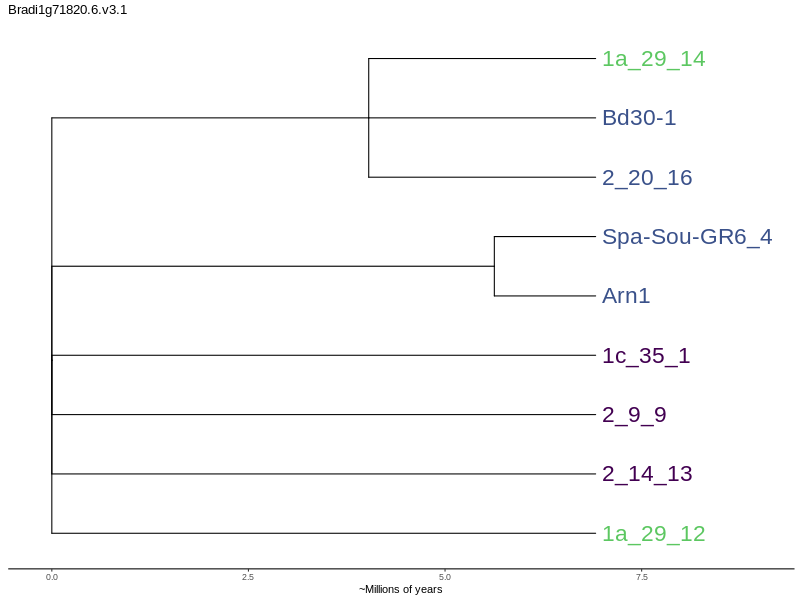 Bradi1g71820.6.v3.1
1a_29_14
Bd30-1
2_20_16
Spa-Sou-GR6_4
Arn1
1c_35_1
2_9_9
2_14_13
1a_29_12
0.0 2.5 5.0 7.5
~Millions of years